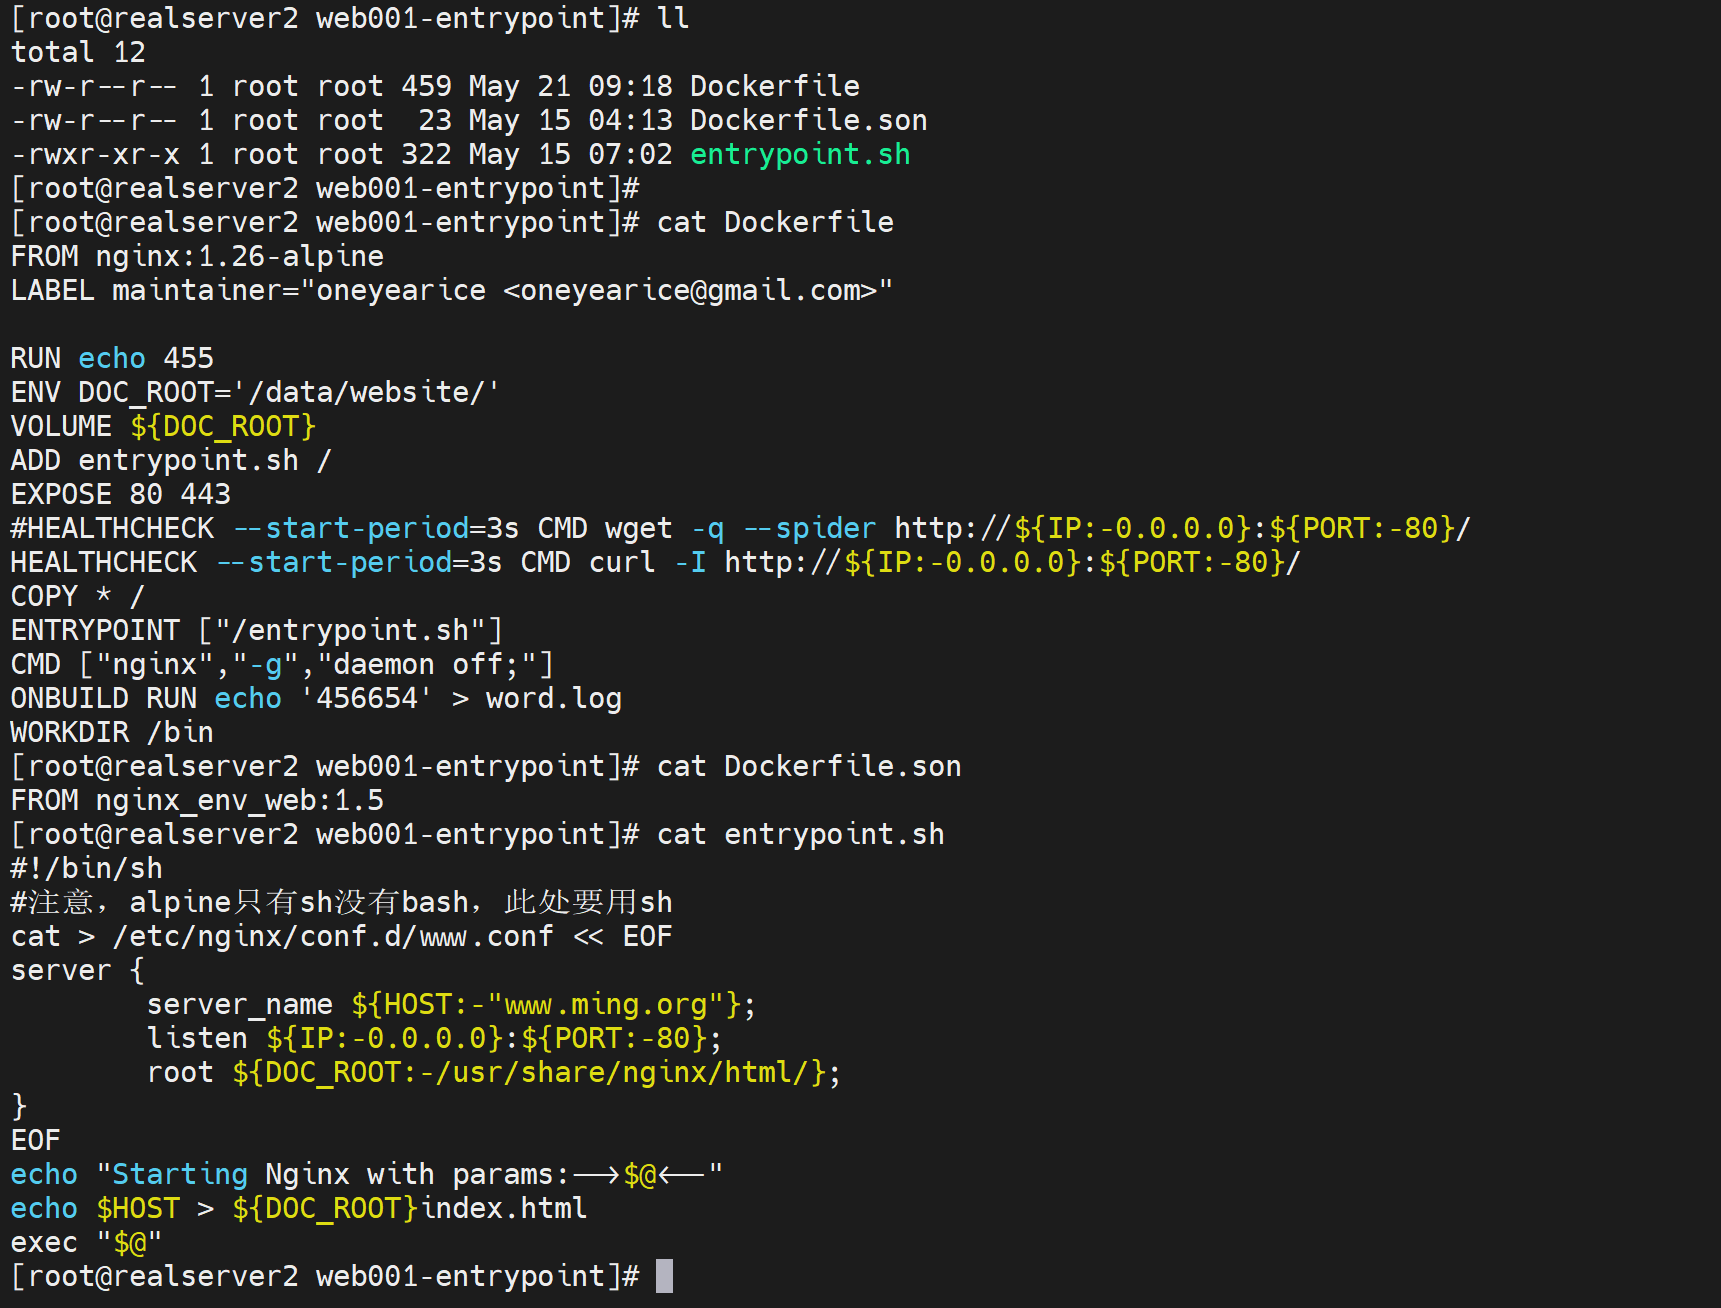 [root@realserver2 web001-entrypoint]# ll
total 12
-rw-r--r-- 1 root root 459 May 21 09:18 Dockerfile
-rw-r--r-- 1 root root  23 May 15 04:13 Dockerfile.son
-rwxr-xr-x 1 root root 322 May 15 07:02 entrypoint.sh
[root@realserver2 web001-entrypoint]#
[root@realserver2 web001-entrypoint]# cat Dockerfile
FROM nginx:1.26-alpine
LABEL maintainer="oneyearice <oneyearice@gmail.com>"

RUN echo 455
ENV DOC_ROOT='/data/website/'
VOLUME ${DOC_ROOT}
ADD entrypoint.sh /
EXPOSE 80 443
#HEALTHCHECK --start-period=3s CMD wget -q --spider http://${IP:-0.0.0.0}:${PORT:-80}/
HEALTHCHECK --start-period=3s CMD curl -I http://${IP:-0.0.0.0}:${PORT:-80}/
COPY * /
ENTRYPOINT ["/entrypoint.sh"]
CMD ["nginx","-g","daemon off;"]
ONBUILD RUN echo '456654' > word.log
WORKDIR /bin
[root@realserver2 web001-entrypoint]# cat Dockerfile.son
FROM nginx_env_web:1.5
[root@realserver2 web001-entrypoint]# cat entrypoint.sh
#!/bin/sh
#注意，alpine只有sh没有bash，此处要用sh
cat > /etc/nginx/conf.d/www.conf << EOF
server {
        server_name ${HOST:-"www.ming.org"};
        listen ${IP:-0.0.0.0}:${PORT:-80};
        root ${DOC_ROOT:-/usr/share/nginx/html/};
}
EOF
echo "Starting Nginx with params:-->$@<--"
echo $HOST > ${DOC_ROOT}index.html
exec "$@"
[root@realserver2 web001-entrypoint]#